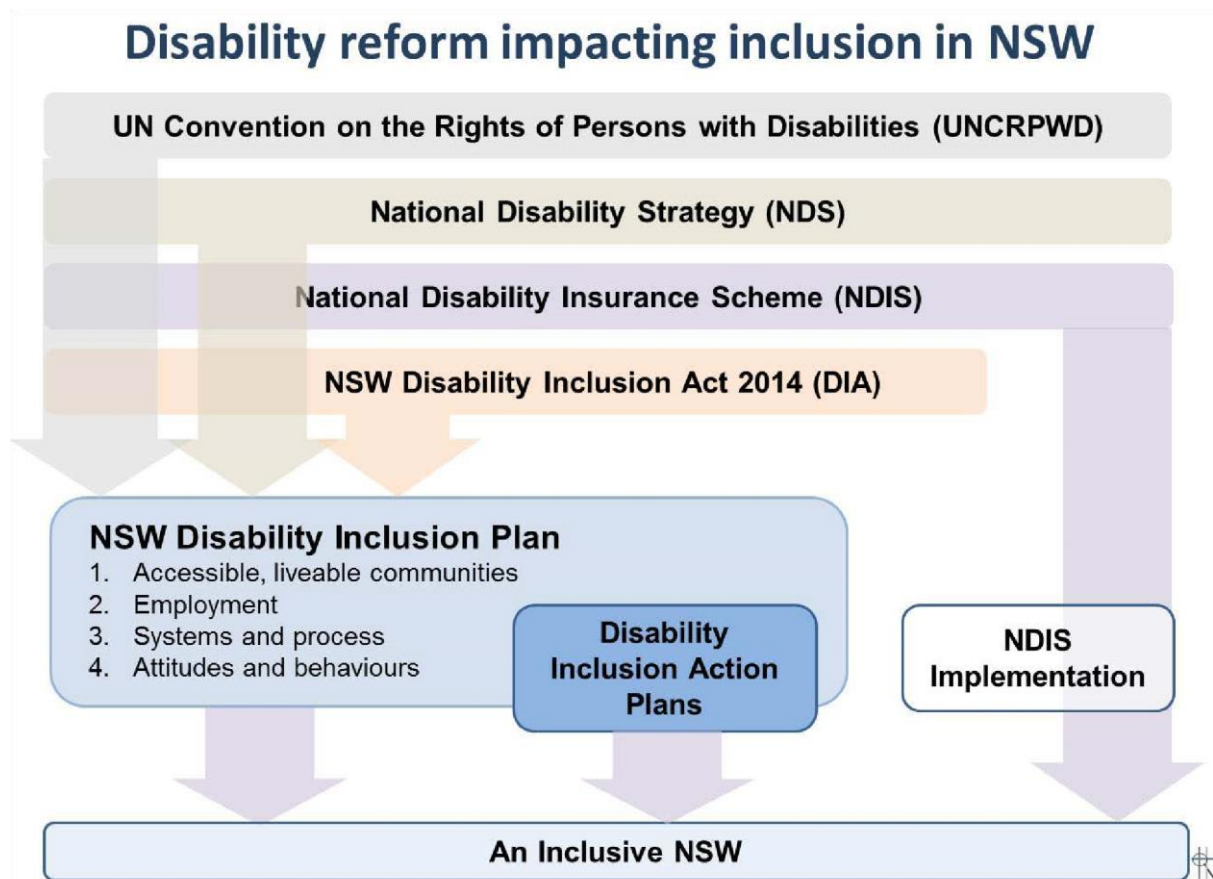 Disability reform impacting inclusion in NSW
UN Convention on the Rights of Persons with Disabilities (UNCRPWD)
National Disability Strategy (NDS)
National Disability Insurance Scheme (NDIS)
NSW Disability Inclusion Act 2014 (DIA)
NSW Disability Inclusion Plan
1. Accessible, liveable communities
2. Employment
3. Systems and process
4. Attitudes and behaviours
Disability
Inclusion Action
Plans
NDIS
Implementation
An Inclusive NSW